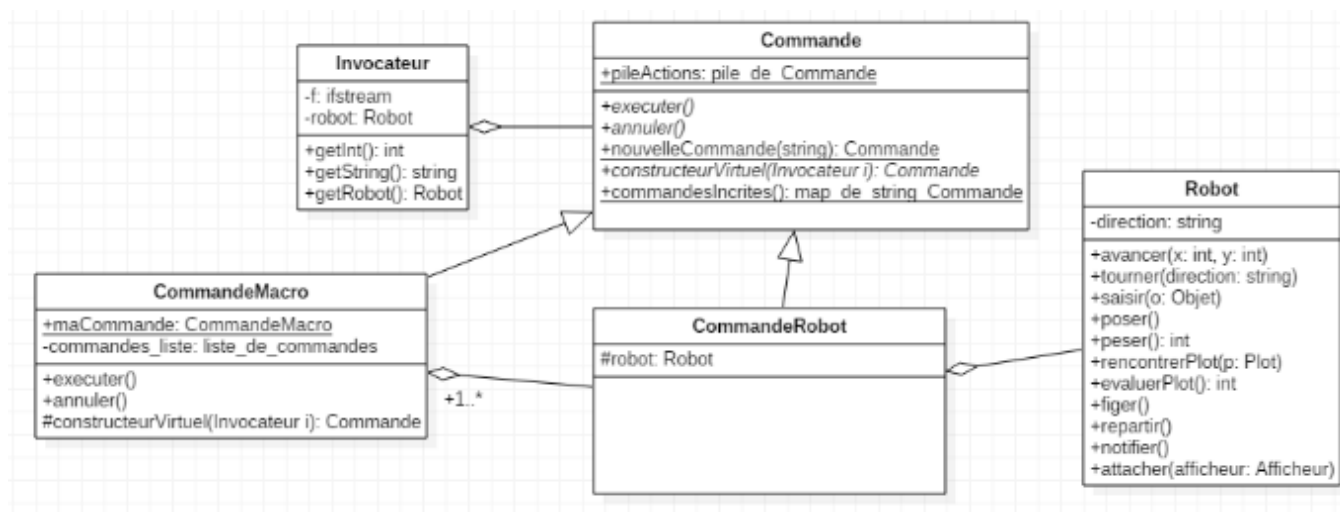 Invocateur
-f: ifstream
-robot: Robot
+getInt(): int
+getString(): string
+getRobot(): Robot
Commande
+pileActions: pile_de_Commande
+executer()
+annuler()
+nouvelleCommande(string): Commande
+constructeurVirtuel(Invocateur i): Commande
+commandesIncrites(): map_de_string_Commande
Robot
-direction: string
+avancer(x: int, y: int)
+tourner(direction: string)
+saisir(o: Objet)
+poser()
+peser(): int
+rencontrerPlot(p: Plot)
+evaluerPlot(): int
+figer()
+repartir()
+notifier()
+attacher(afficheur: Afficheur)
CommandeMacro
+maCommande: CommandeMacro
-commandes_liste: liste_de_commandes
+executer()
+annuler()
#constructeurVirtuel(Invocateur i): Commande
+1..*
CommandeRobot
#robot: Robot